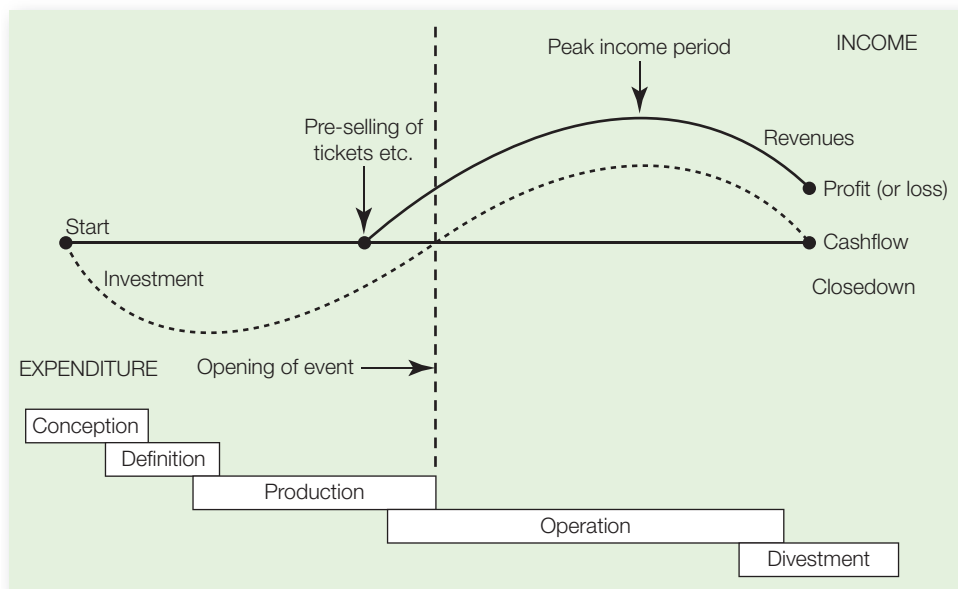 Peak income period
INCOME
Pre-selling of
tickets etc.
Revenues
Profit (or loss)
Start
Cashflow
Investment
Closedown
EXPENDITURE
Opening of event
Conception
Definition
Production
Operation
Divestment